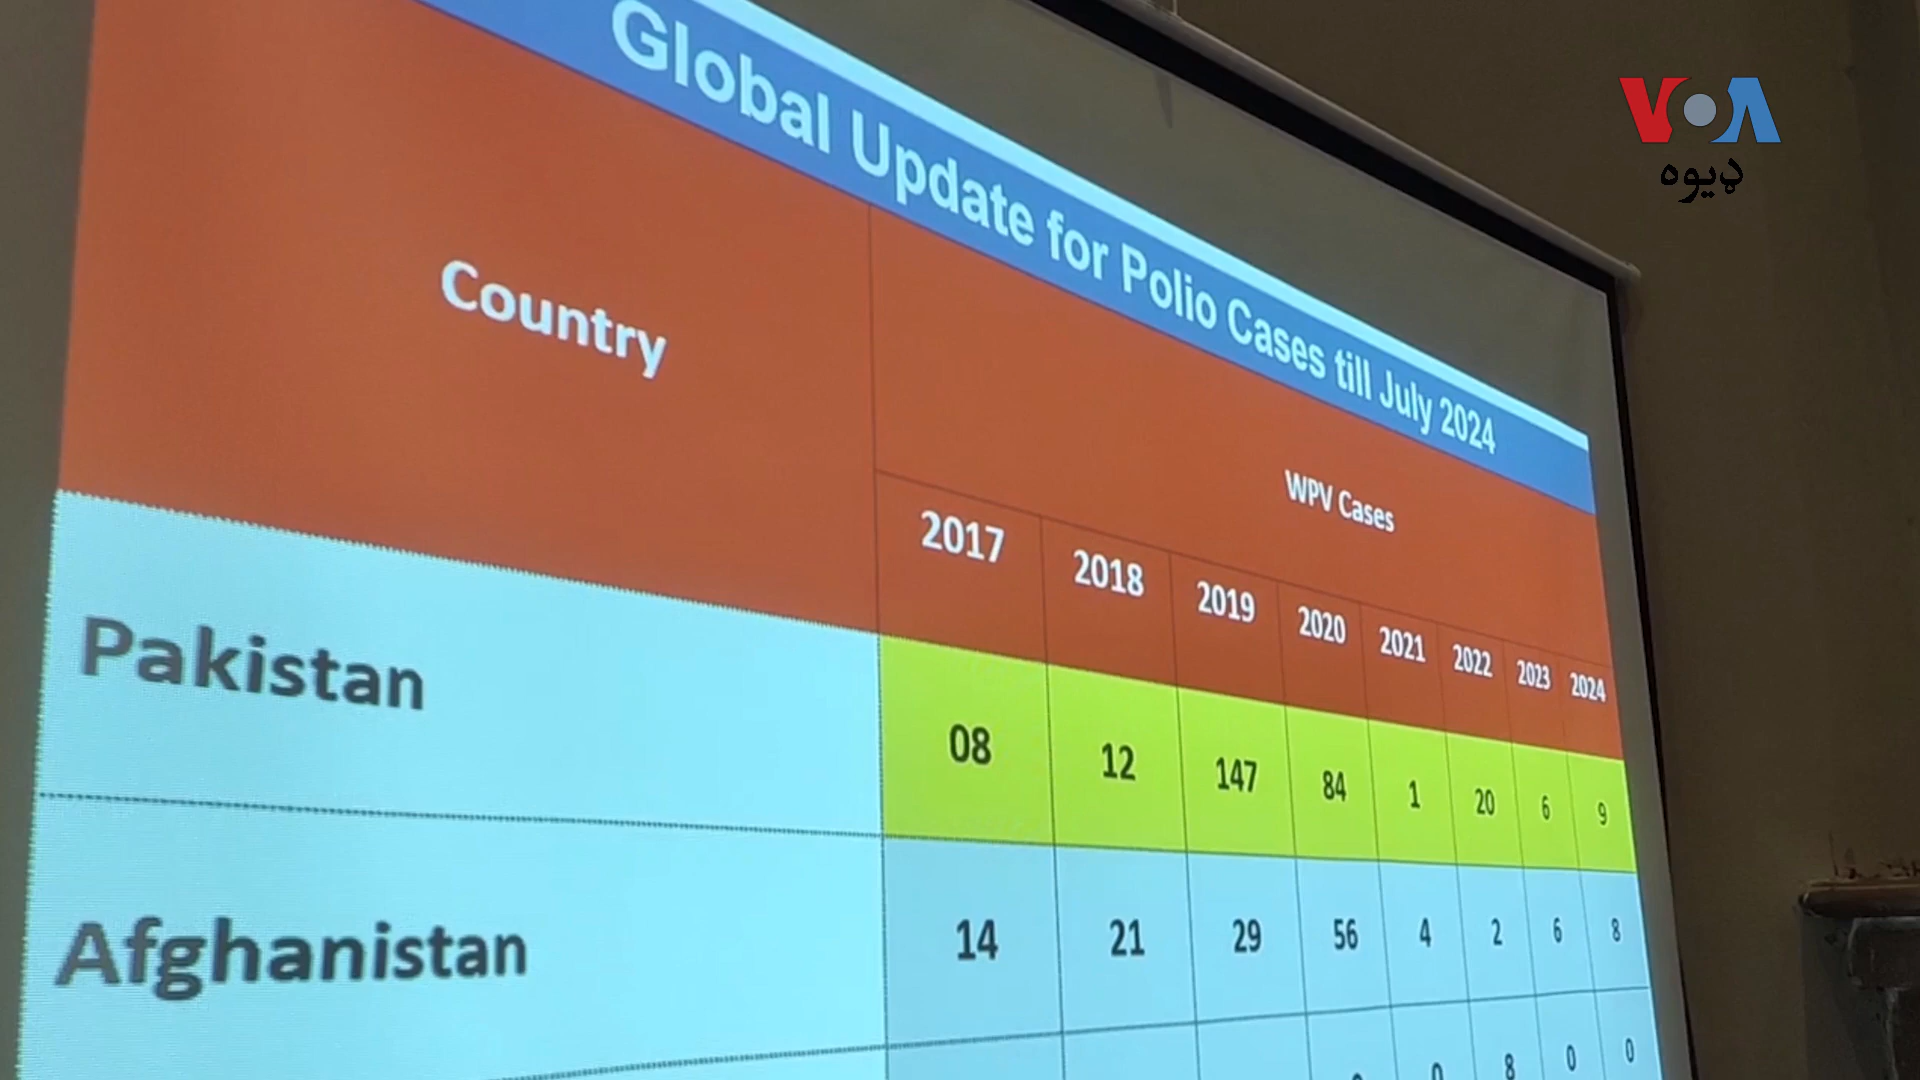 VOA
ډیوه
Global Update for Polio Cases till July 2024
Country
WPV Cases
2017 2018 2019 2020 2021 2022 2023 2024
Pakistan 08 12 147 84 1 20 6 9
Afghanistan 14 21 29 56 4 2 6 8
0 8 0 0